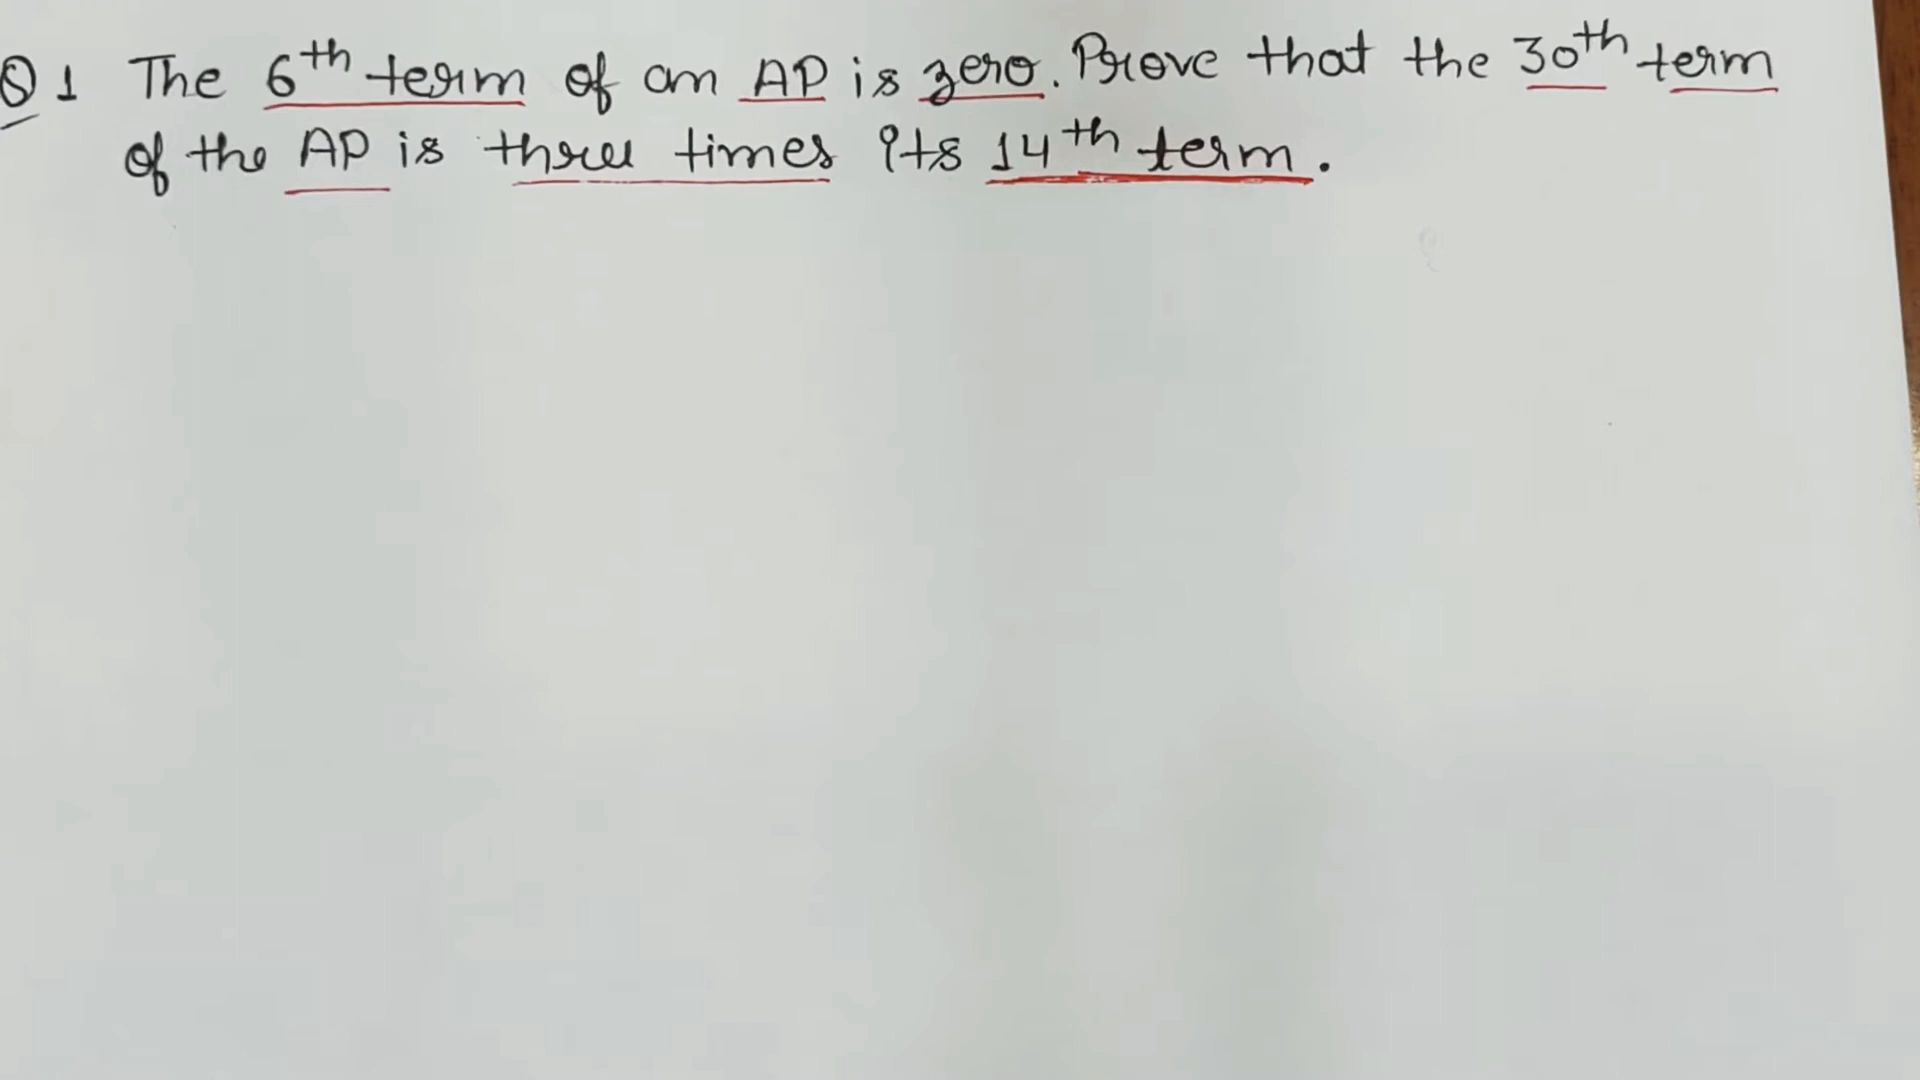 Q1 The 6th term of an AP is zero. Prove that the 30th term
of the AP is three times its 14th term.